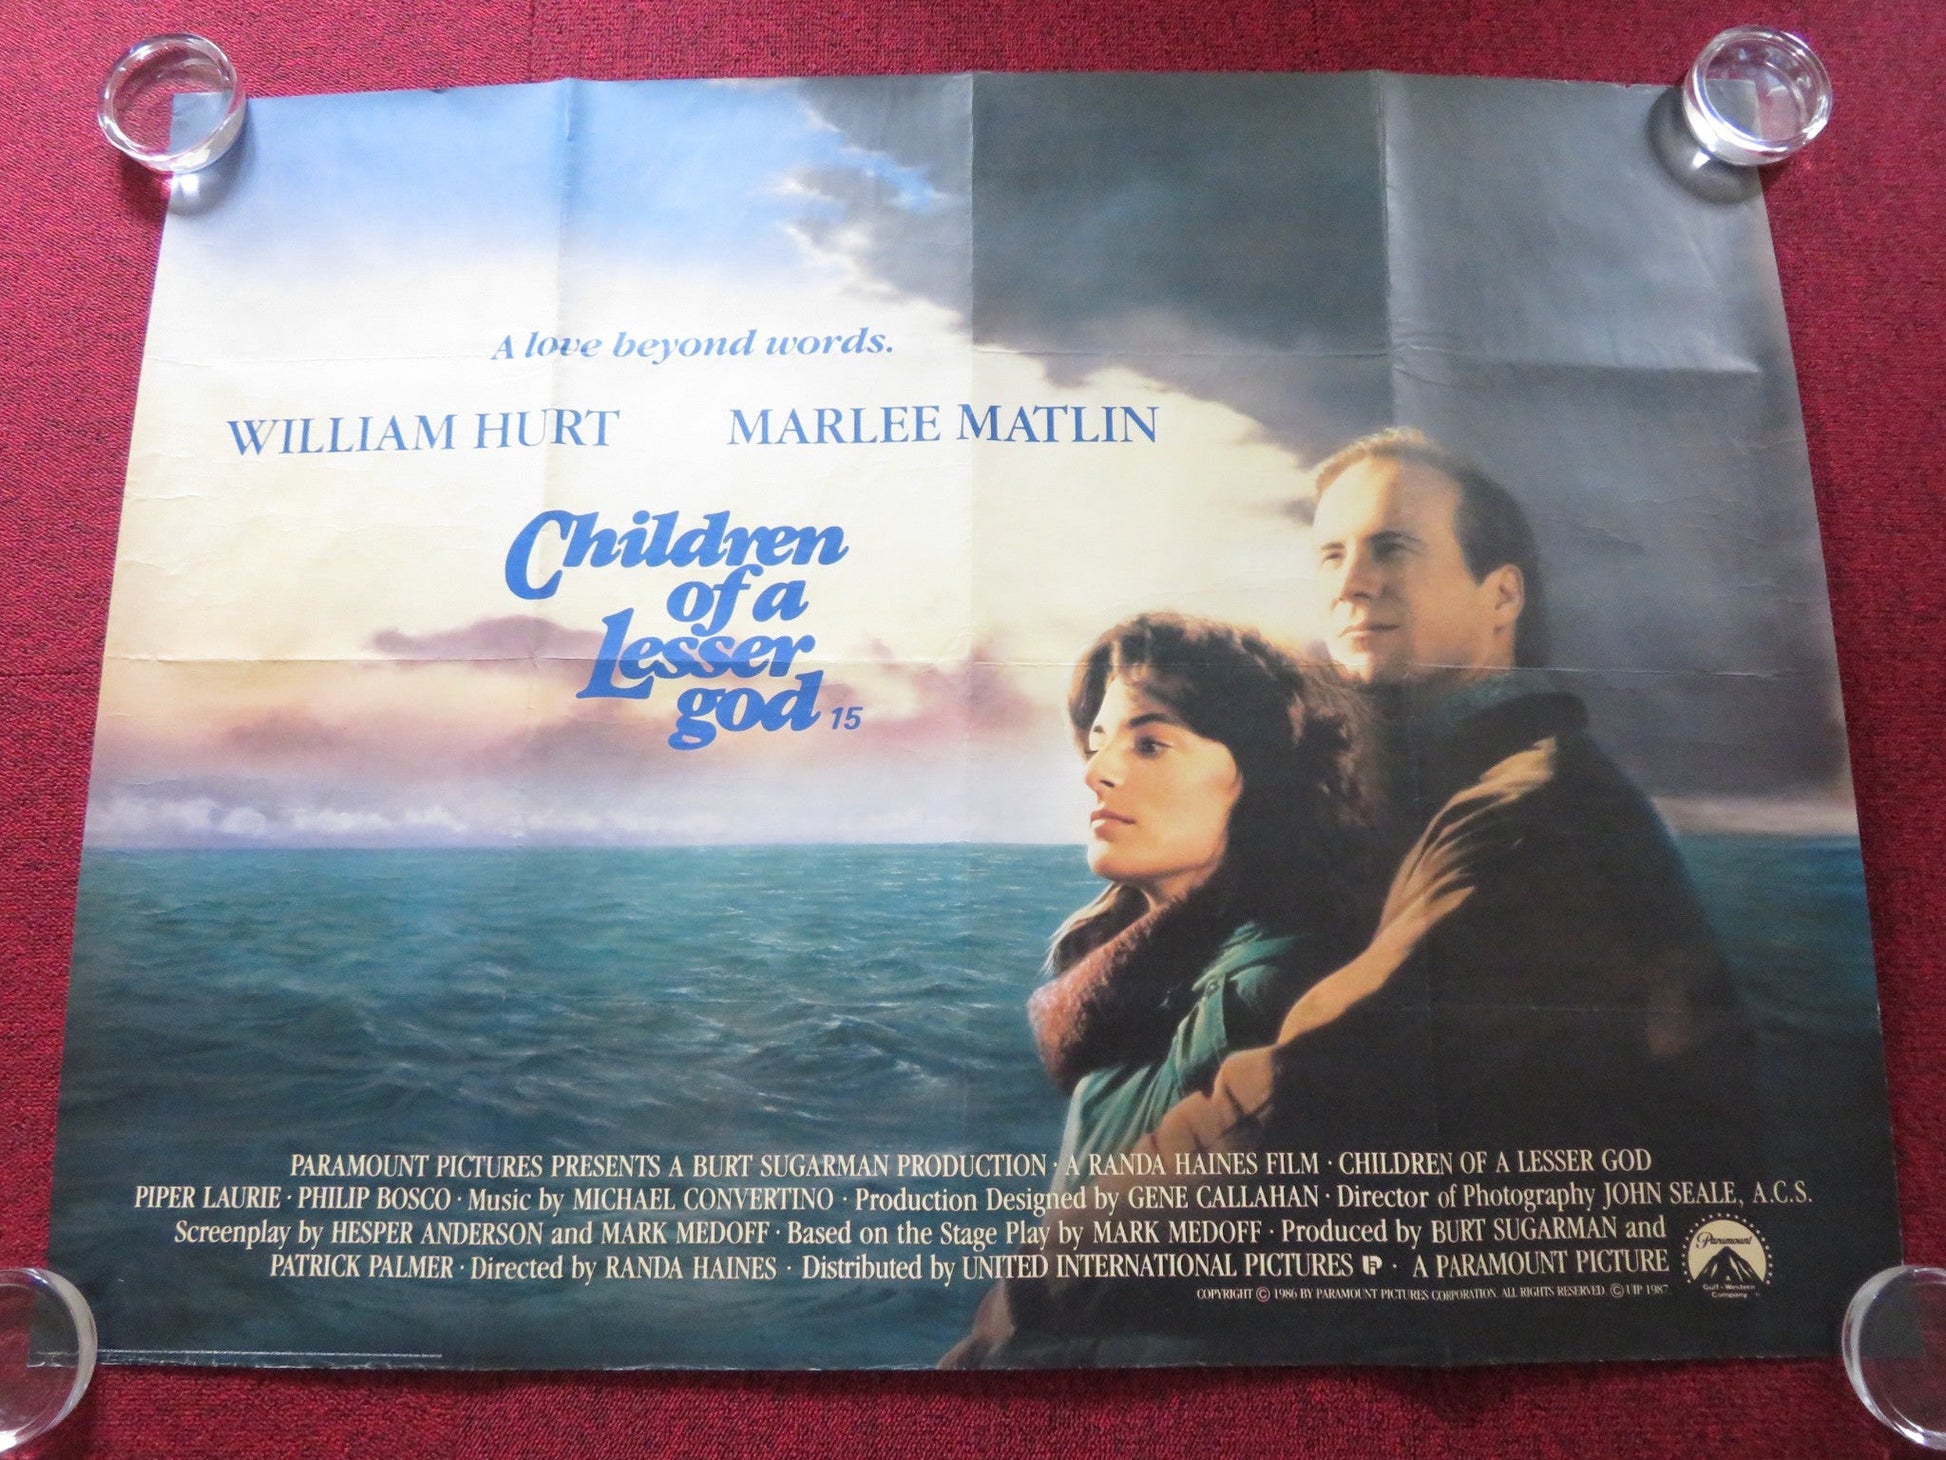 A love beyond words.
WILLIAM HURT MARLEE MATLIN
Children
of a
Lesser
god 15
PARAMOUNT PICTURES PRESENTS A BURT SUGARMAN PRODUCTION · A RANDA HAINES FILM · CHILDREN OF A LESSER GOD
PIPER LAURIE · PHILIP BOSCO · Music by MICHAEL CONVERTINO · Production Designed by GENE CALLAHAN · Director of Photography JOHN SEALE, A.C.S.
Screenplay by HESPER ANDERSON and MARK MEDOFF · Based on the Stage Play by MARK MEDOFF · Produced by BURT SUGARMAN and
PATRICK PALMER · Directed by RANDA HAINES · Distributed by UNITED INTERNATIONAL PICTURES UIP · A PARAMOUNT PICTURE
COPYRIGHT © 1986 BY PARAMOUNT PICTURES CORPORATION. ALL RIGHTS RESERVED. © UIP 1987
Paramount
A
Gulf+Western
Company